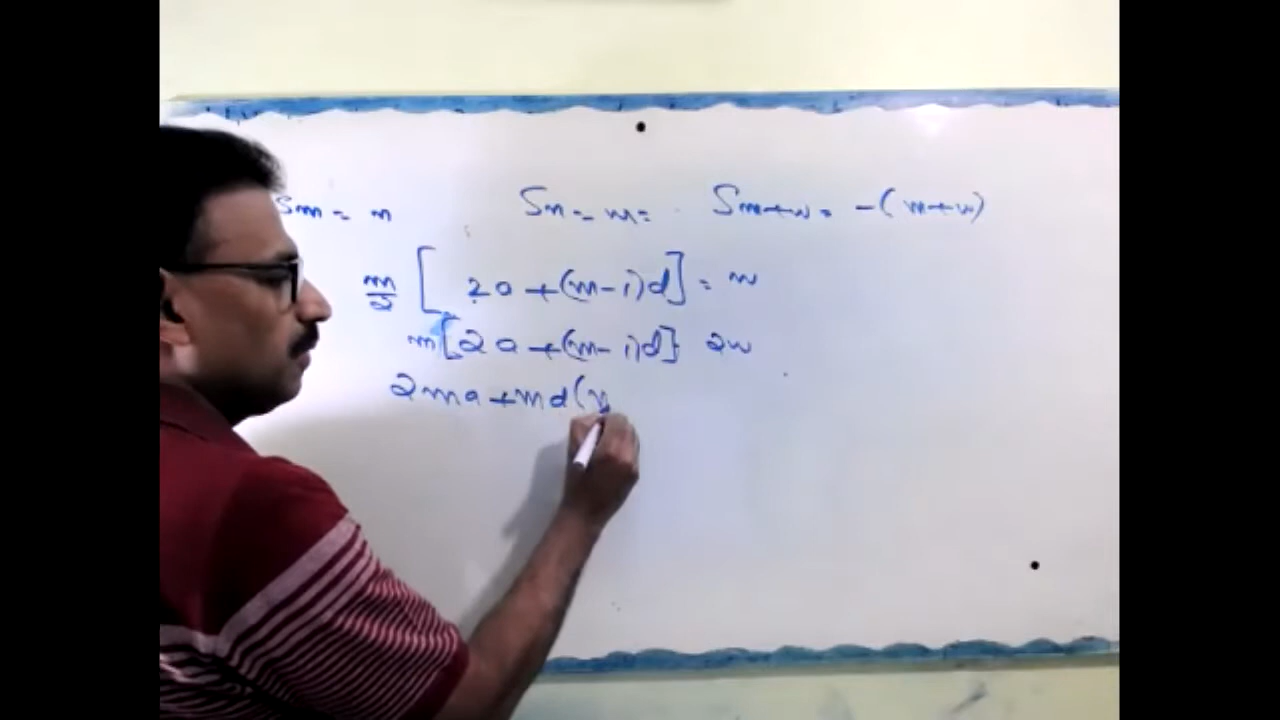 Sm = n Sn = m = Sm+n = -(m+n)
m/2 [ 2a +(m-1)d] = n
m[2a +(m-1)d] 2n
2ma +md(